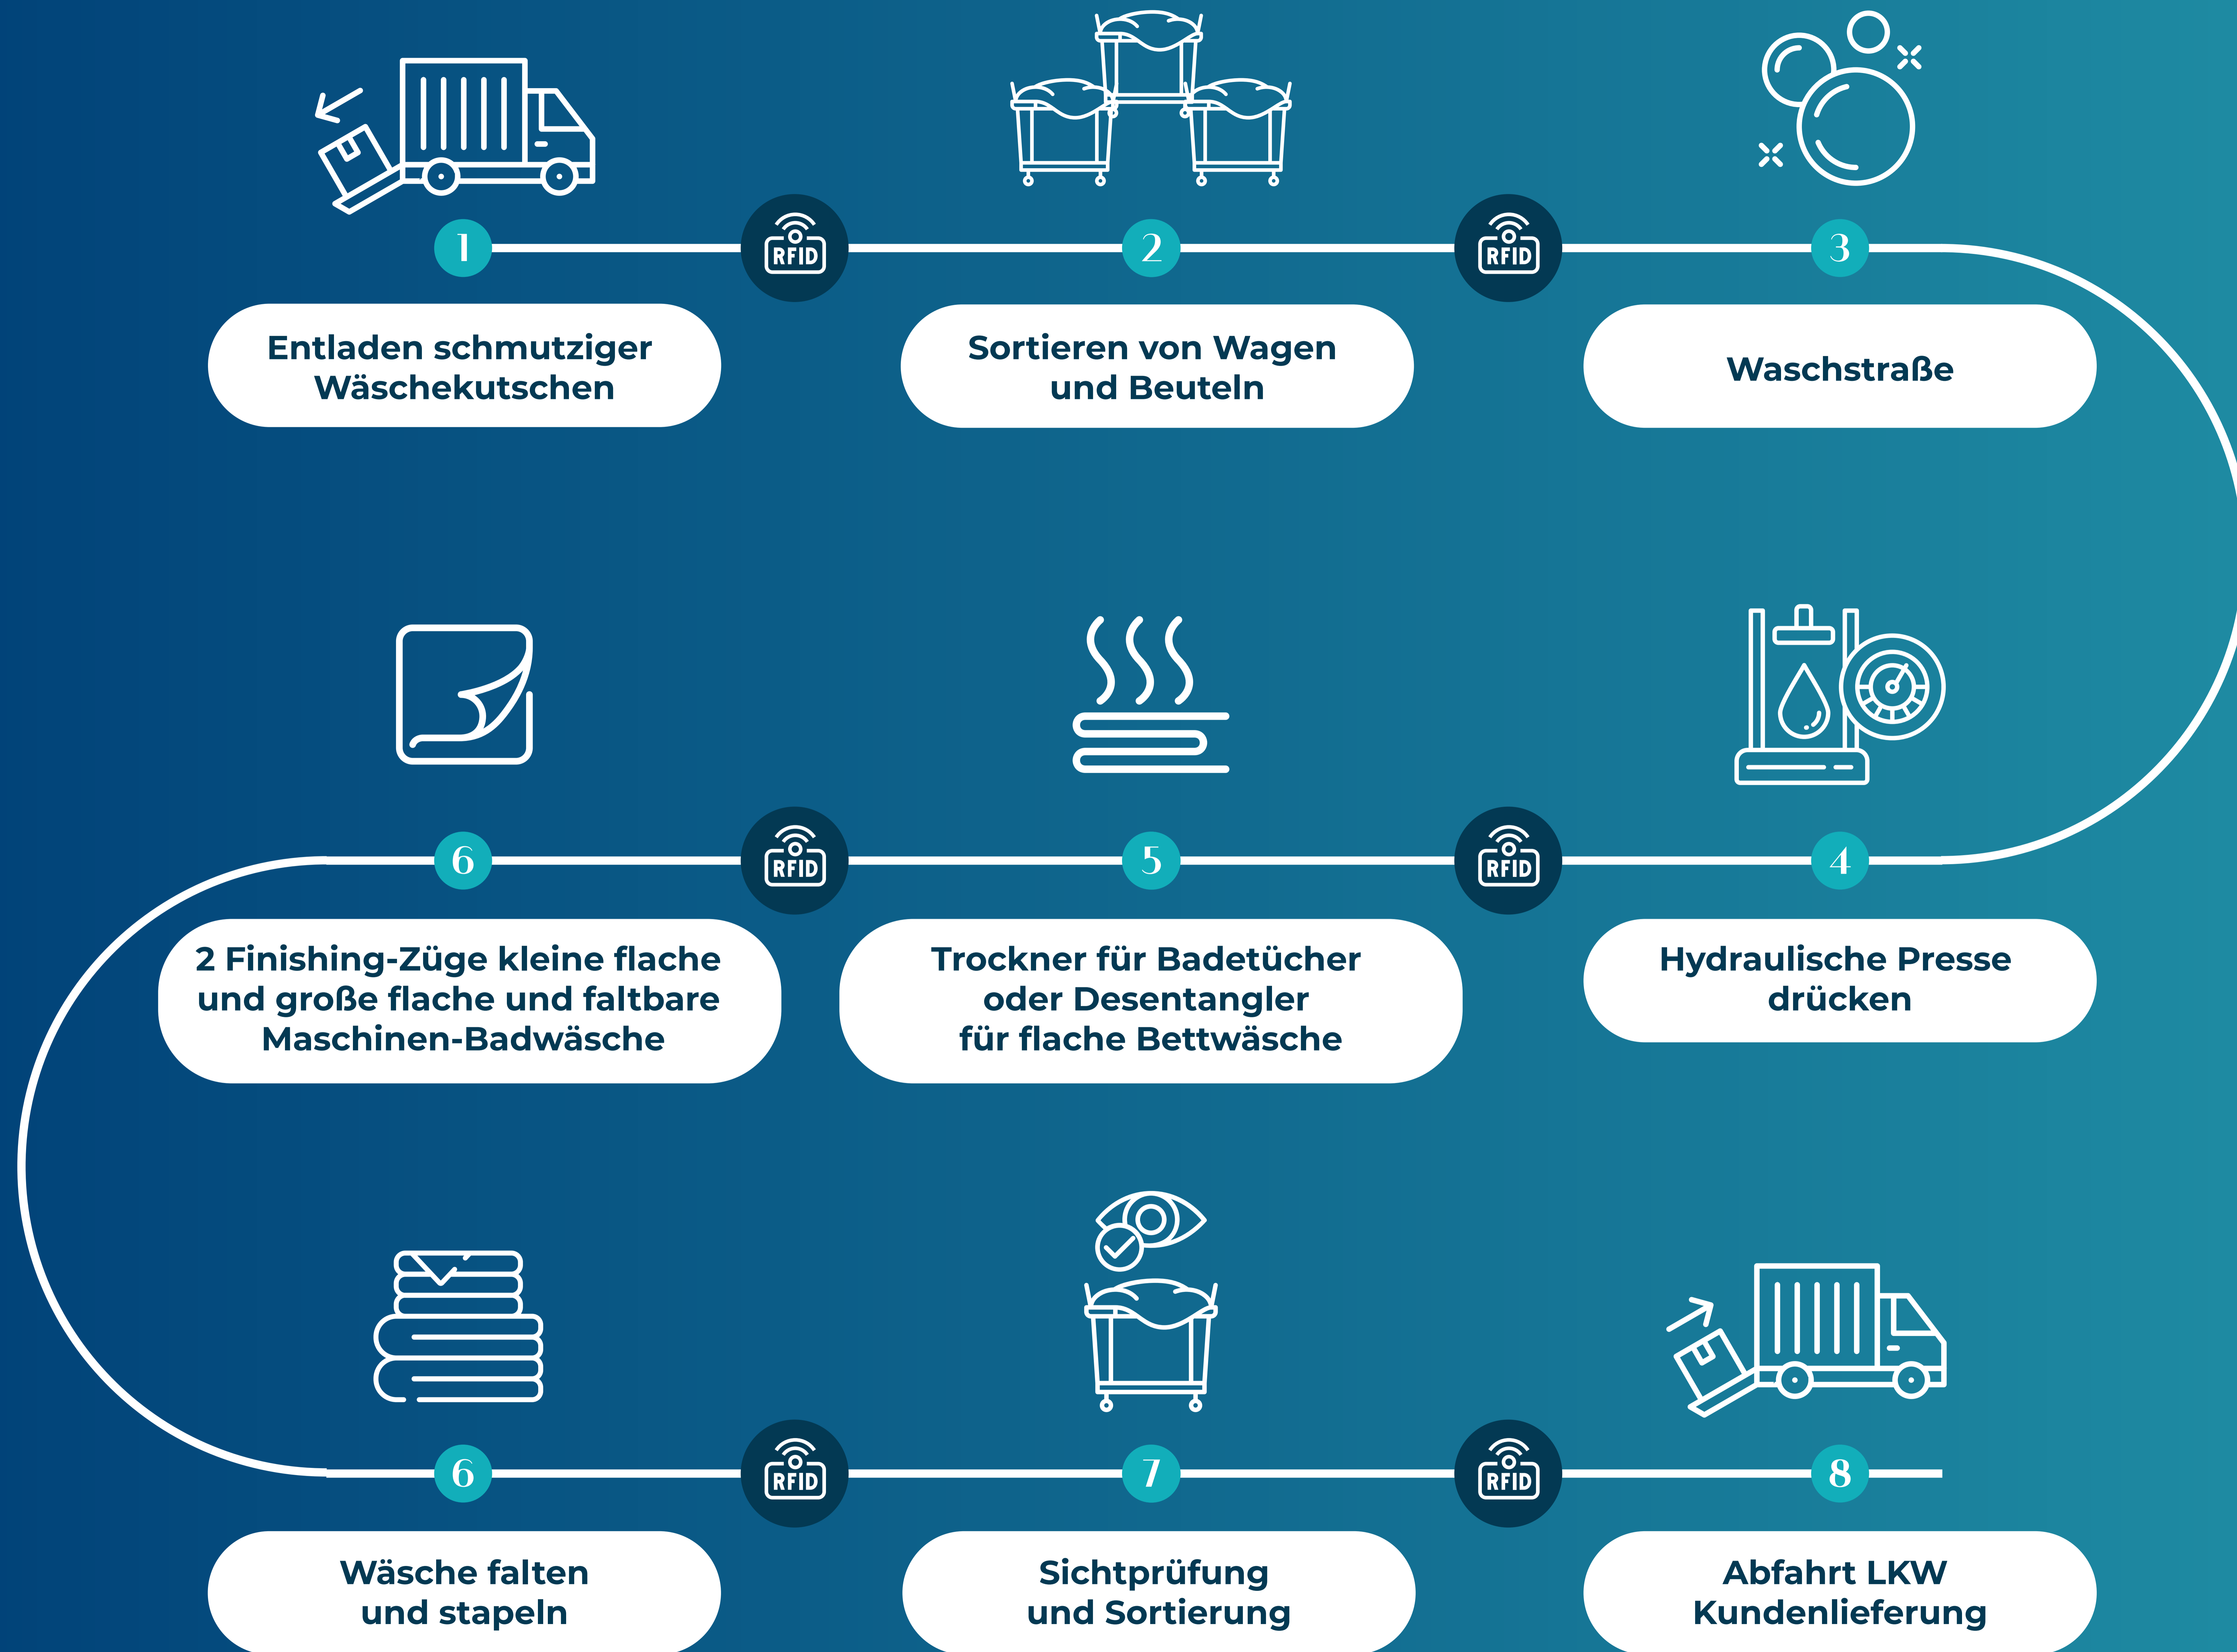 1
RFID
2
RFID
3
Entladen schmutziger
Wäschekutschen
Sortieren von Wagen
und Beuteln
Waschstraße
6
RFID
5
RFID
4
2 Finishing-Züge kleine flache
und große flache und faltbare
Maschinen-Badwäsche
Trockner für Badetücher
oder Desentangler
für flache Bettwäsche
Hydraulische Presse
drücken
6
RFID
7
RFID
8
Wäsche falten
und stapeln
Sichtprüfung
und Sortierung
Abfahrt LKW
Kundenlieferung